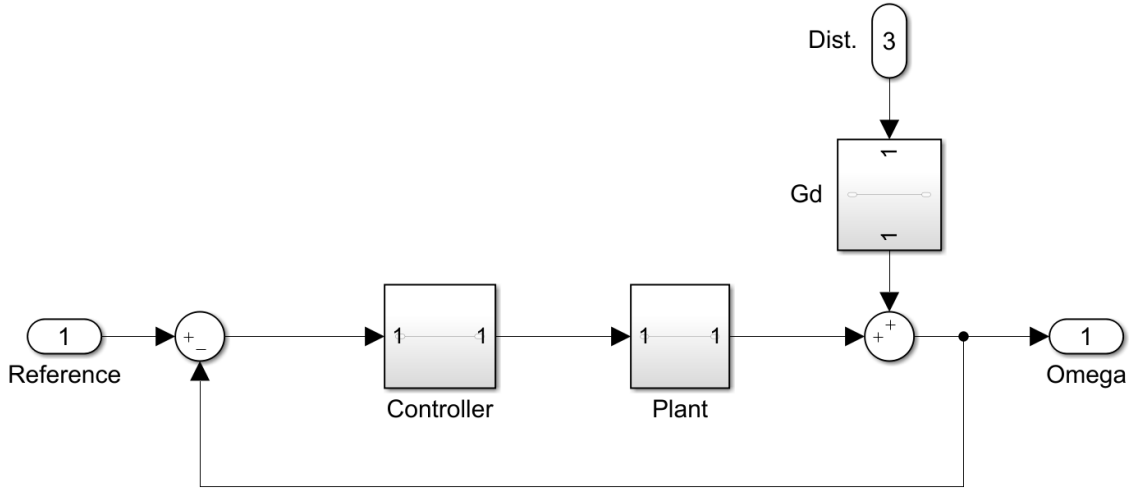 Dist.
3
1
Gd
1
1
+
−
1
1
1
1
+
+
1
Reference
Controller
Plant
Omega